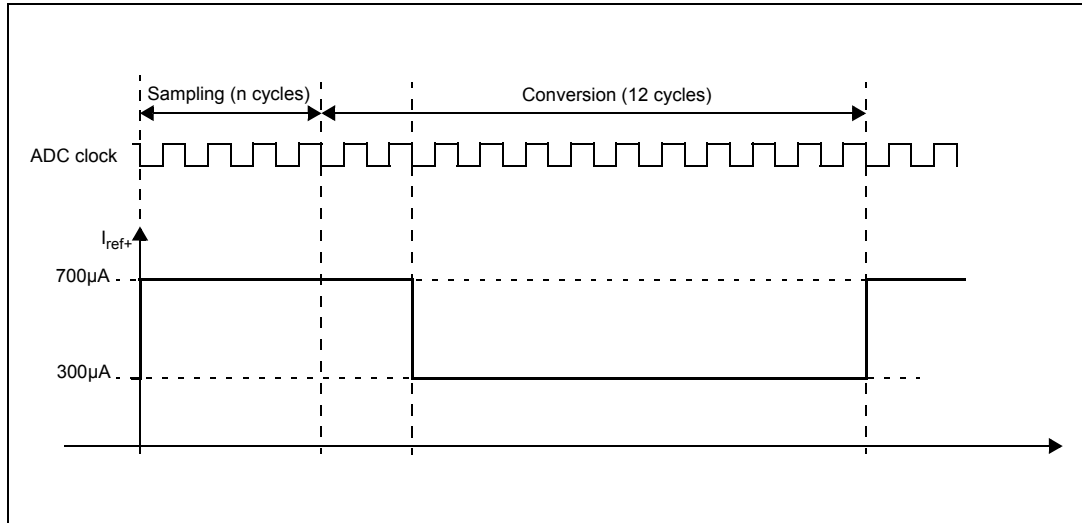 Sampling (n cycles)
Conversion (12 cycles)
ADC clock
Iref+
700µA
300µA